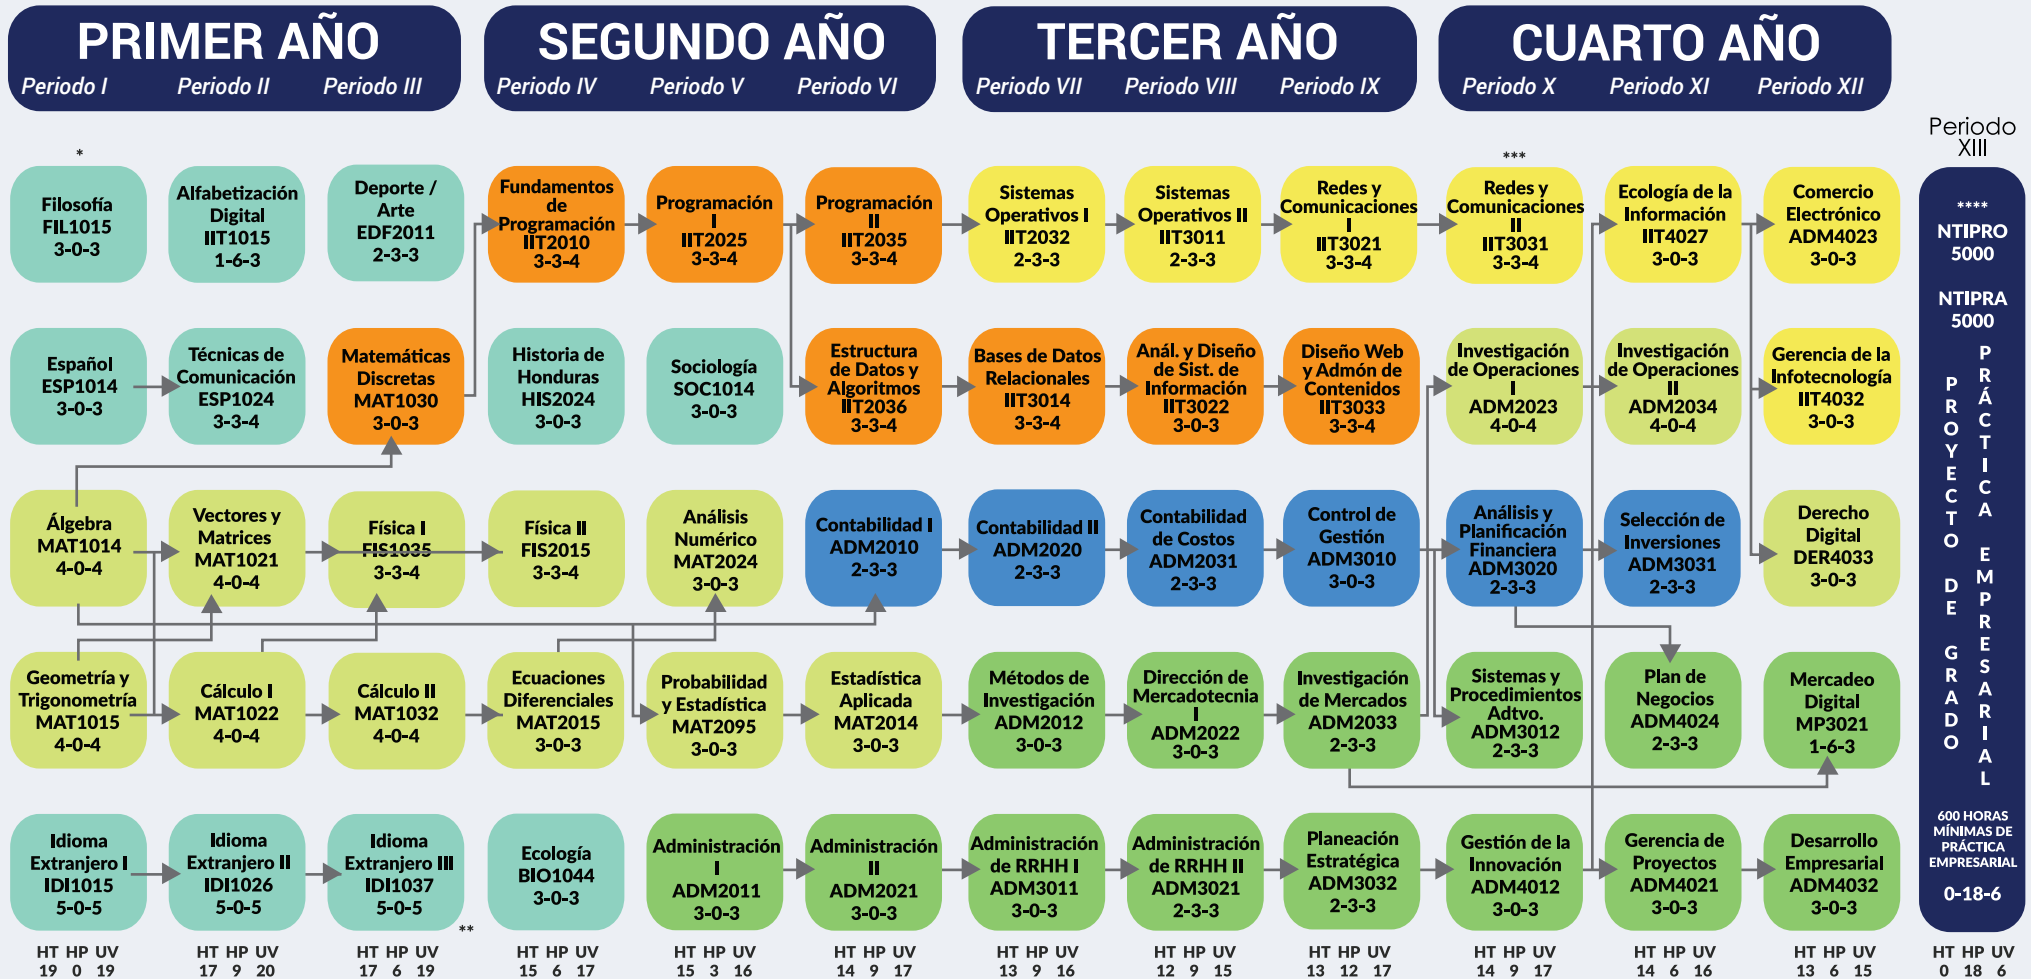 PRIMER AÑO
Periodo I
Periodo II
Periodo III
SEGUNDO AÑO
Periodo IV
Periodo V
Periodo VI
TERCER AÑO
Periodo VII
Periodo VIII
Periodo IX
CUARTO AÑO
Periodo X
Periodo XI
Periodo XII
Periodo
XIII
*
Filosofía
FIL1015
3-0-3
Alfabetización
Digital
IIT1015
1-6-3
Deporte /
Arte
EDF2011
2-3-3
Fundamentos
de
Programación
IIT2010
3-3-4
Programación
I
IIT2025
3-3-4
Programación
II
IIT2035
3-3-4
Sistemas
Operativos I
IIT2032
2-3-3
Sistemas
Operativos II
IIT3011
2-3-3
Redes y
Comunicaciones
I
IIT3021
3-3-4
***
Redes y
Comunicaciones
II
IIT3031
3-3-4
Ecología de la
Información
IIT4027
3-0-3
Comercio
Electrónico
ADM4023
3-0-3
Español
ESP1014
3-0-3
Técnicas de
Comunicación
ESP1024
3-3-4
Matemáticas
Discretas
MAT1030
3-0-3
Historia de
Honduras
HIS2024
3-0-3
Sociología
SOC1014
3-0-3
Estructura
de Datos y
Algoritmos
IIT2036
3-3-4
Bases de Datos
Relacionales
IIT3014
3-3-4
Anál. y Diseño
de Sist. de
Información
IIT3022
3-0-3
Diseño Web
y Admón de
Contenidos
IIT3033
3-3-4
Investigación
de Operaciones
I
ADM2023
4-0-4
Investigación
de Operaciones
II
ADM2034
4-0-4
Gerencia de la
Infotecnología
IIT4032
3-0-3
Álgebra
MAT1014
4-0-4
Vectores y
Matrices
MAT1021
4-0-4
Física I
FIS1035
3-3-4
Física II
FIS2015
3-3-4
Análisis
Numérico
MAT2024
3-0-3
Contabilidad I
ADM2010
2-3-3
Contabilidad II
ADM2020
2-3-3
Contabilidad
de Costos
ADM2031
2-3-3
Control de
Gestión
ADM3010
3-0-3
Análisis y
Planificación
Financiera
ADM3020
2-3-3
Selección de
Inversiones
ADM3031
2-3-3
Derecho
Digital
DER4033
3-0-3
Geometría y
Trigonometría
MAT1015
4-0-4
Cálculo I
MAT1022
4-0-4
Cálculo II
MAT1032
4-0-4
Ecuaciones
Diferenciales
MAT2015
3-0-3
Probabilidad
y Estadística
MAT2095
3-0-3
Estadística
Aplicada
MAT2014
3-0-3
Métodos de
Investigación
ADM2012
3-0-3
Dirección de
Mercadotecnia
I
ADM2022
3-0-3
Investigación
de Mercados
ADM2033
2-3-3
Sistemas y
Procedimientos
Adtvo.
ADM3012
2-3-3
Plan de
Negocios
ADM4024
2-3-3
Mercadeo
Digital
MP3021
1-6-3
Idioma
Extranjero I
IDI1015
5-0-5
Idioma
Extranjero II
IDI1026
5-0-5
Idioma
Extranjero III
IDI1037
5-0-5
**
Ecología
BIO1044
3-0-3
Administración
I
ADM2011
3-0-3
Administración
II
ADM2021
3-0-3
Administración
de RRHH I
ADM3011
3-0-3
Administración
de RRHH II
ADM3021
2-3-3
Planeación
Estratégica
ADM3032
2-3-3
Gestión de la
Innovación
ADM4012
3-0-3
Gerencia de
Proyectos
ADM4021
3-0-3
Desarrollo
Empresarial
ADM4032
3-0-3
****
NTIPRO
5000
NTIPRA
5000
PROYECTO DE GRADO
PRÁCTICA EMPRESARIAL
600 HORAS
MÍNIMAS DE
PRÁCTICA
EMPRESARIAL
0-18-6
HT HP UV
19 0 19
HT HP UV
17 9 20
HT HP UV
17 6 19
HT HP UV
15 6 17
HT HP UV
15 3 16
HT HP UV
14 9 17
HT HP UV
13 9 16
HT HP UV
12 9 15
HT HP UV
13 12 17
HT HP UV
14 9 17
HT HP UV
14 6 16
HT HP UV
13 6 15
HT HP UV
0 18 6